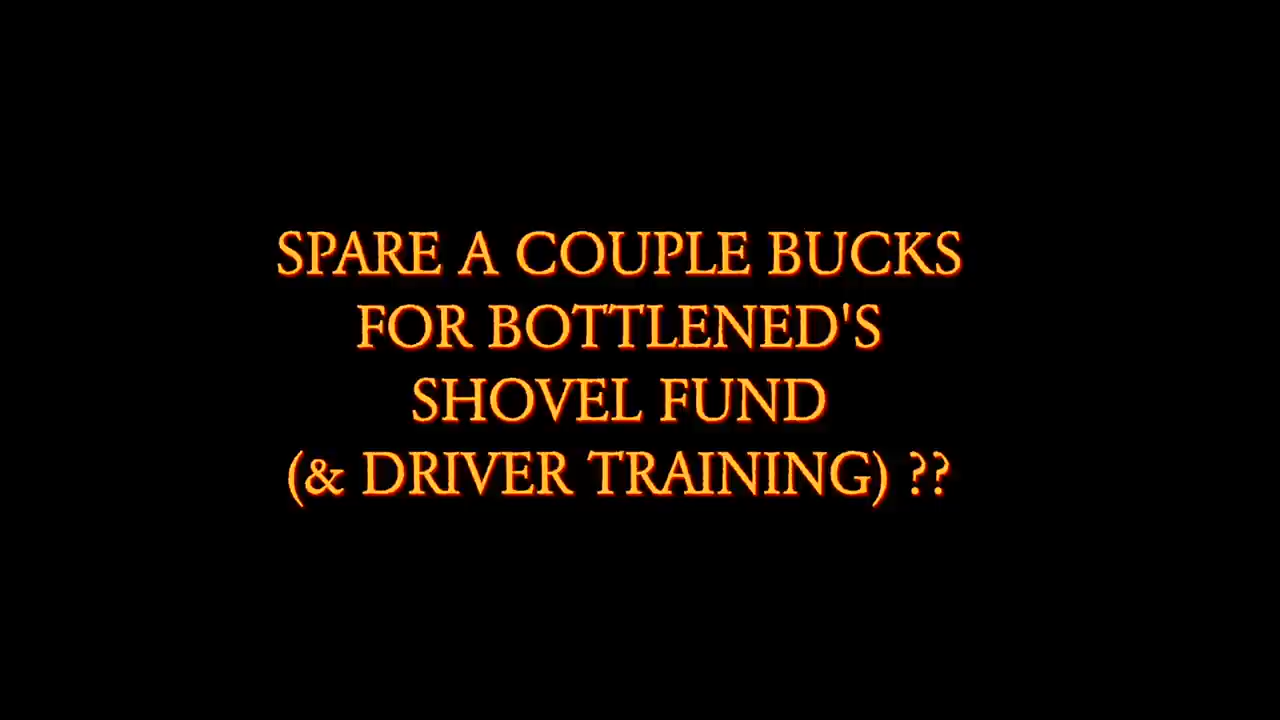 SPARE A COUPLE BUCKS
FOR BOTTLENED'S
SHOVEL FUND
(& DRIVER TRAINING) ??